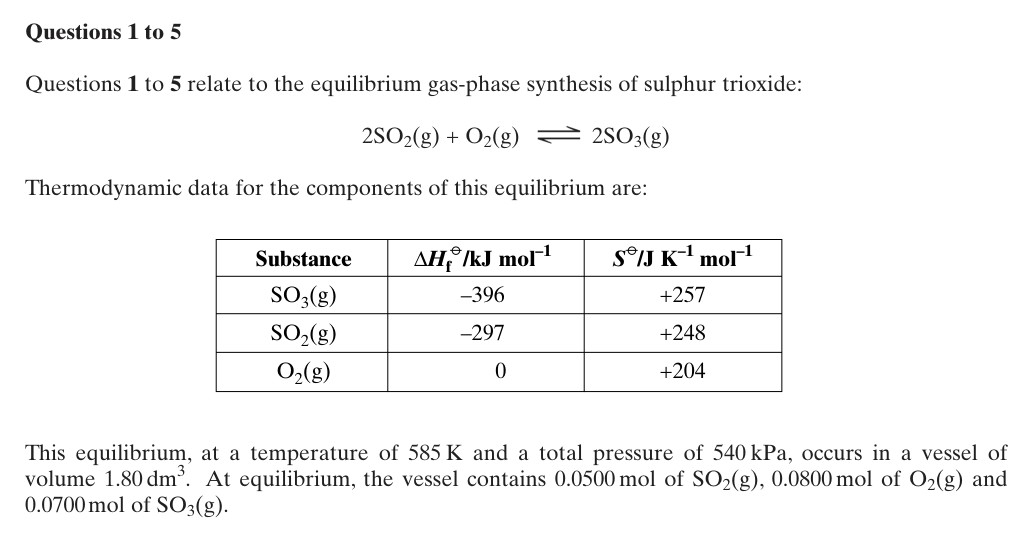 Questions 1 to 5
Questions 1 to 5 relate to the equilibrium gas-phase synthesis of sulphur trioxide:
2SO₂(g) + O₂(g) ⇌ 2SO₃(g)
Thermodynamic data for the components of this equilibrium are:
Substance ΔH_f^⊖/kJ mol⁻¹ S^⊖/J K⁻¹ mol⁻¹
SO₃(g) –396 +257
SO₂(g) –297 +248
O₂(g) 0 +204
This equilibrium, at a temperature of 585 K and a total pressure of 540 kPa, occurs in a vessel of
volume 1.80 dm³. At equilibrium, the vessel contains 0.0500 mol of SO₂(g), 0.0800 mol of O₂(g) and
0.0700 mol of SO₃(g).